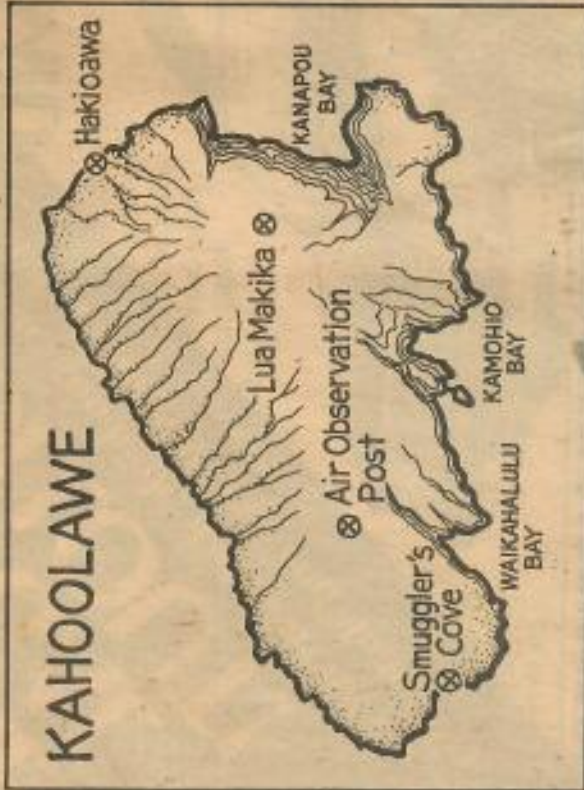 KAHOOLAWE
Hakioawa
Lua Makika
KANAPOU
BAY
Air Observation
Post
KAMOHIO
BAY
Smuggler's
Cove
WAIKAHALULU
BAY